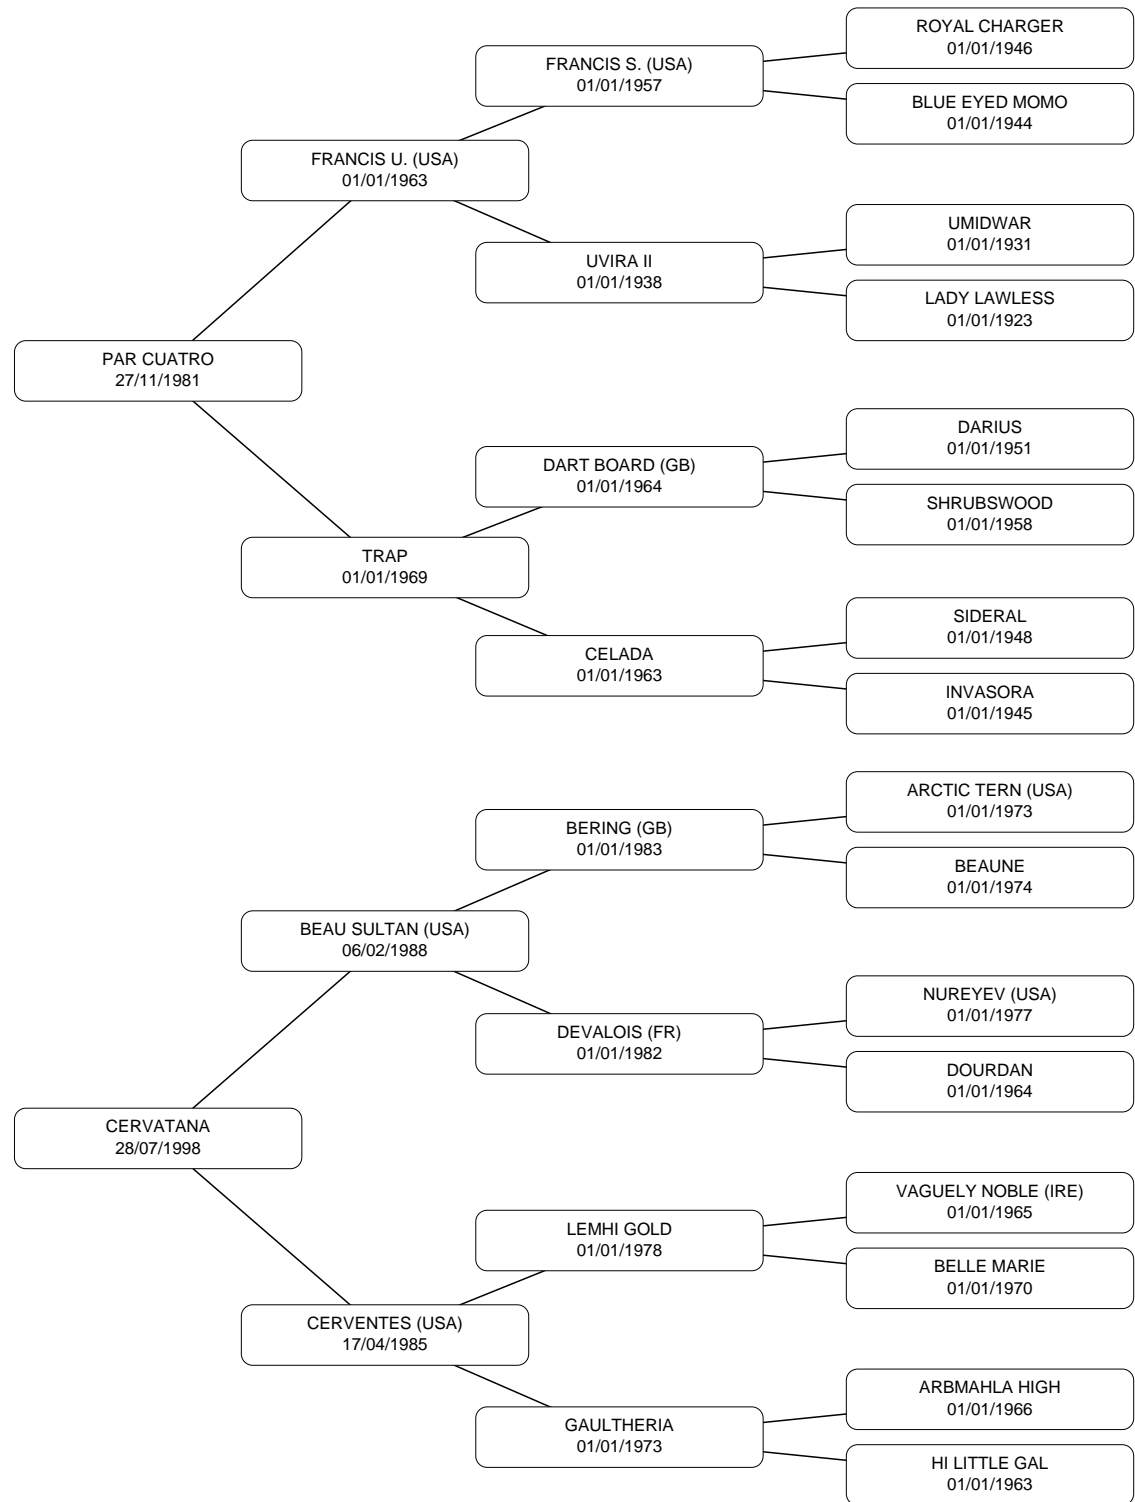 ROYAL CHARGER
01/01/1946
FRANCIS S. (USA)
01/01/1957
BLUE EYED MOMO
01/01/1944
FRANCIS U. (USA)
01/01/1963
UMIDWAR
01/01/1931
UVIRA II
01/01/1938
LADY LAWLESS
01/01/1923
PAR CUATRO
27/11/1981
DARIUS
01/01/1951
DART BOARD (GB)
01/01/1964
SHRUBSWOOD
01/01/1958
TRAP
01/01/1969
SIDERAL
01/01/1948
CELADA
01/01/1963
INVASORA
01/01/1945
ARCTIC TERN (USA)
01/01/1973
BERING (GB)
01/01/1983
BEAUNE
01/01/1974
BEAU SULTAN (USA)
06/02/1988
NUREYEV (USA)
01/01/1977
DEVALOIS (FR)
01/01/1982
DOURDAN
01/01/1964
CERVATANA
28/07/1998
VAGUELY NOBLE (IRE)
01/01/1965
LEMHI GOLD
01/01/1978
BELLE MARIE
01/01/1970
CERVENTES (USA)
17/04/1985
ARBMAHLA HIGH
01/01/1966
GAULTHERIA
01/01/1973
HI LITTLE GAL
01/01/1963